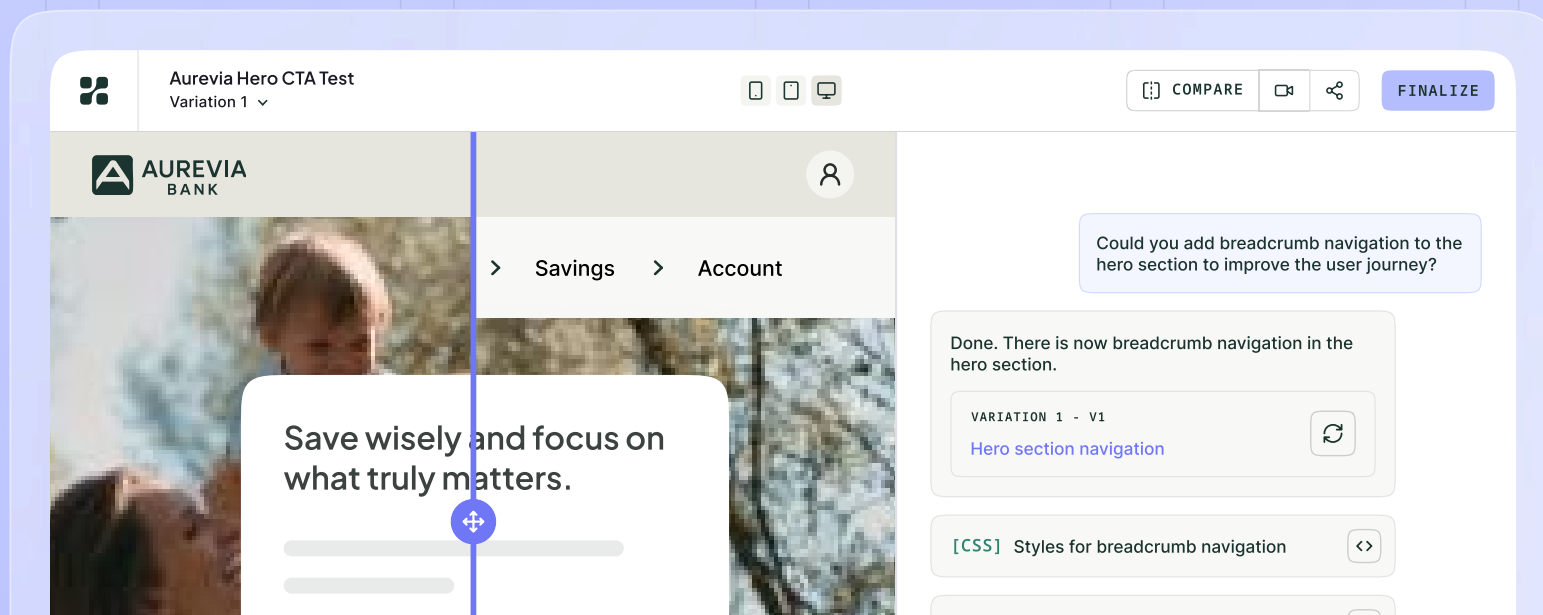 Aurevia Hero CTA Test
Variation 1
COMPARE
FINALIZE
AUREVIA
BANK
Savings
Account
Save wisely and focus on
what truly matters.
Could you add breadcrumb navigation to the
hero section to improve the user journey?
Done. There is now breadcrumb navigation in the
hero section.
VARIATION 1 - V1
Hero section navigation
[CSS] Styles for breadcrumb navigation